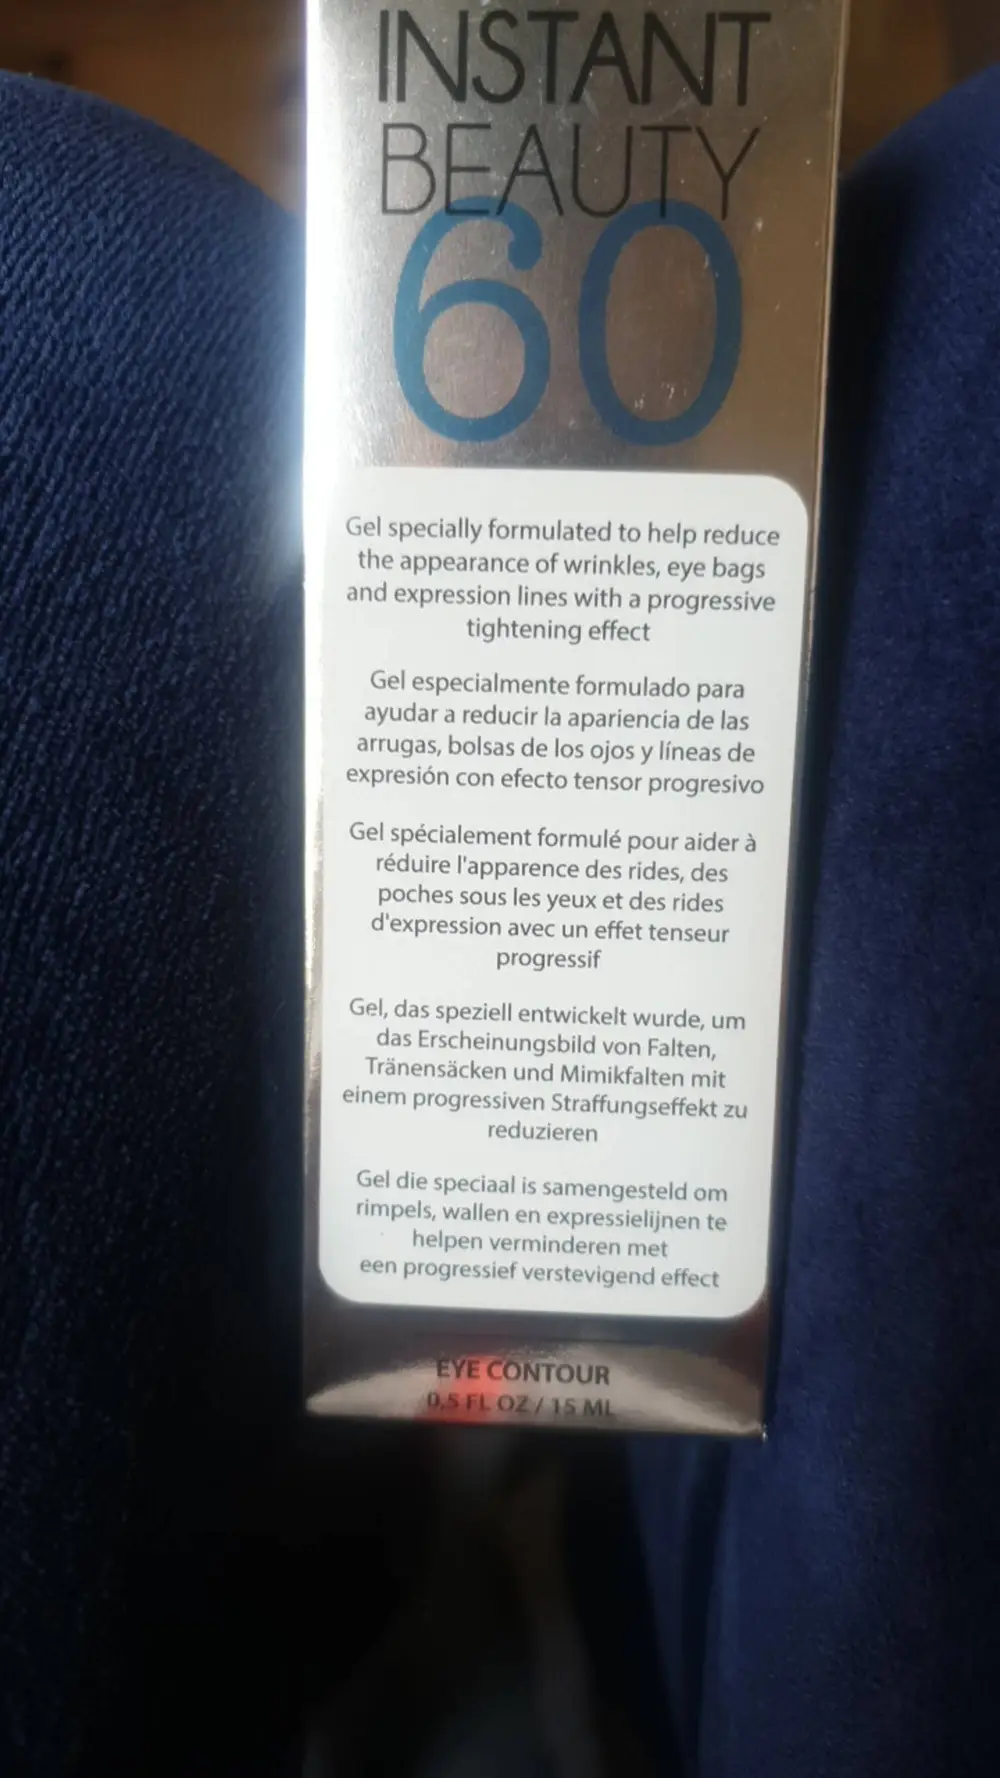 INSTANT
BEAUTY
60
Gel specially formulated to help reduce
the appearance of wrinkles, eye bags
and expression lines with a progressive
tightening effect
Gel especialmente formulado para
ayudar a reducir la apariencia de las
arrugas, bolsas de los ojos y líneas de
expresión con efecto tensor progresivo
Gel spécialement formulé pour aider à
réduire l'apparence des rides, des
poches sous les yeux et des rides
d'expression avec un effet tenseur
progressif
Gel, das speziell entwickelt wurde, um
das Erscheinungsbild von Falten,
Tränensäcken und Mimikfalten mit
einem progressiven Straffungseffekt zu
reduzieren
Gel die speciaal is samengesteld om
rimpels, wallen en expressielijnen te
helpen verminderen met
een progressief verstevigend effect
EYE CONTOUR
0,5 FL OZ / 15 ML